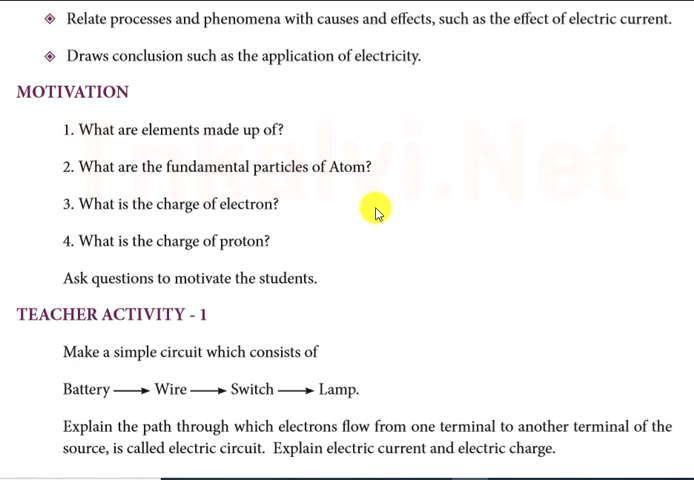 Relate processes and phenomena with causes and effects, such as the effect of electric current.
Draws conclusion such as the application of electricity.
MOTIVATION
1. What are elements made up of?
2. What are the fundamental particles of Atom?
3. What is the charge of electron?
4. What is the charge of proton?
Ask questions to motivate the students.
TEACHER ACTIVITY - 1
Make a simple circuit which consists of
Battery ⟶ Wire ⟶ Switch ⟶ Lamp.
Explain the path through which electrons flow from one terminal to another terminal of the
source, is called electric circuit. Explain electric current and electric charge.
Tnkalvi.Net